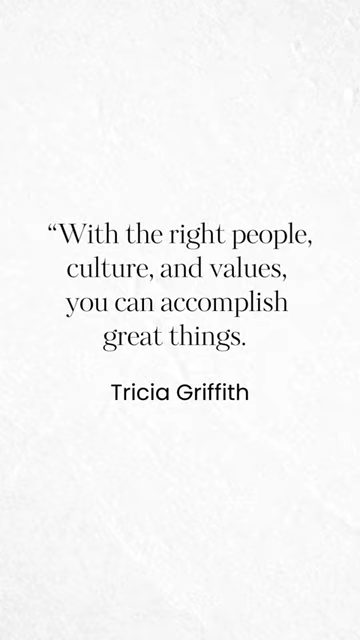 “With the right people,
culture, and values,
you can accomplish
great things.
Tricia Griffith